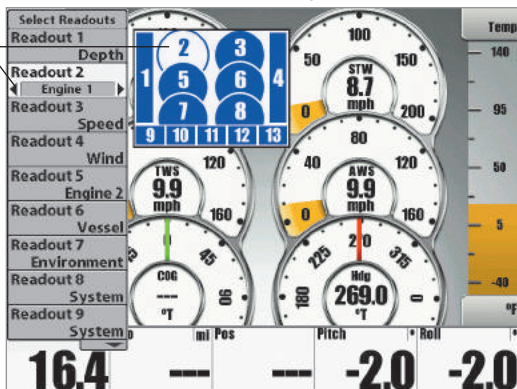 Select Readouts
Readout 1
Depth
Readout 2
Engine 1
Readout 3
Speed
Readout 4
Wind
Readout 5
Engine 2
Readout 6
Vessel
Readout 7
Environment
Readout 8
System
Readout 9
System
1 2 3 4
5 6
7 8
9 10 11 12 13
100
50 150
STW
8.7
mph
0 200
120
TWS
9.9
mph
160
80
40 120
AWS
9.9
mph
0 160
0
45
COG
---
°T
90
270
225 315
Hdg
269.0
°T
180 0
Temp
140
95
50
5
-40
°F
mi Pos Pitch ° Roll °
16.4 --- --- -2.0 -2.0